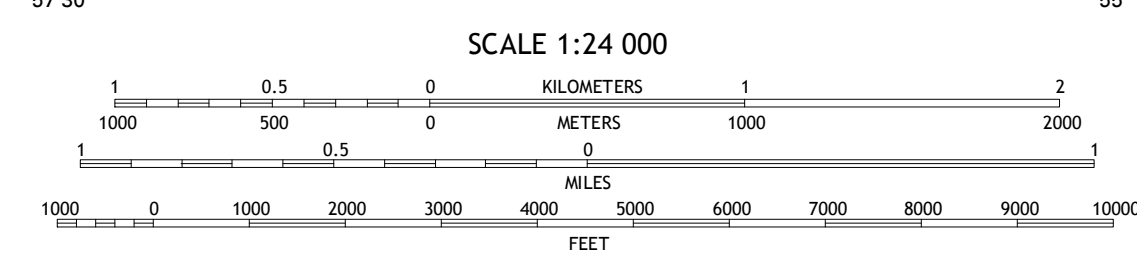 57'30" 55'
SCALE 1:24 000
1 0.5 0 KILOMETERS 1 2
1000 500 0 METERS 1000 2000
1 0.5 0 1
MILES
1000 0 1000 2000 3000 4000 5000 6000 7000 8000 9000 10000
FEET